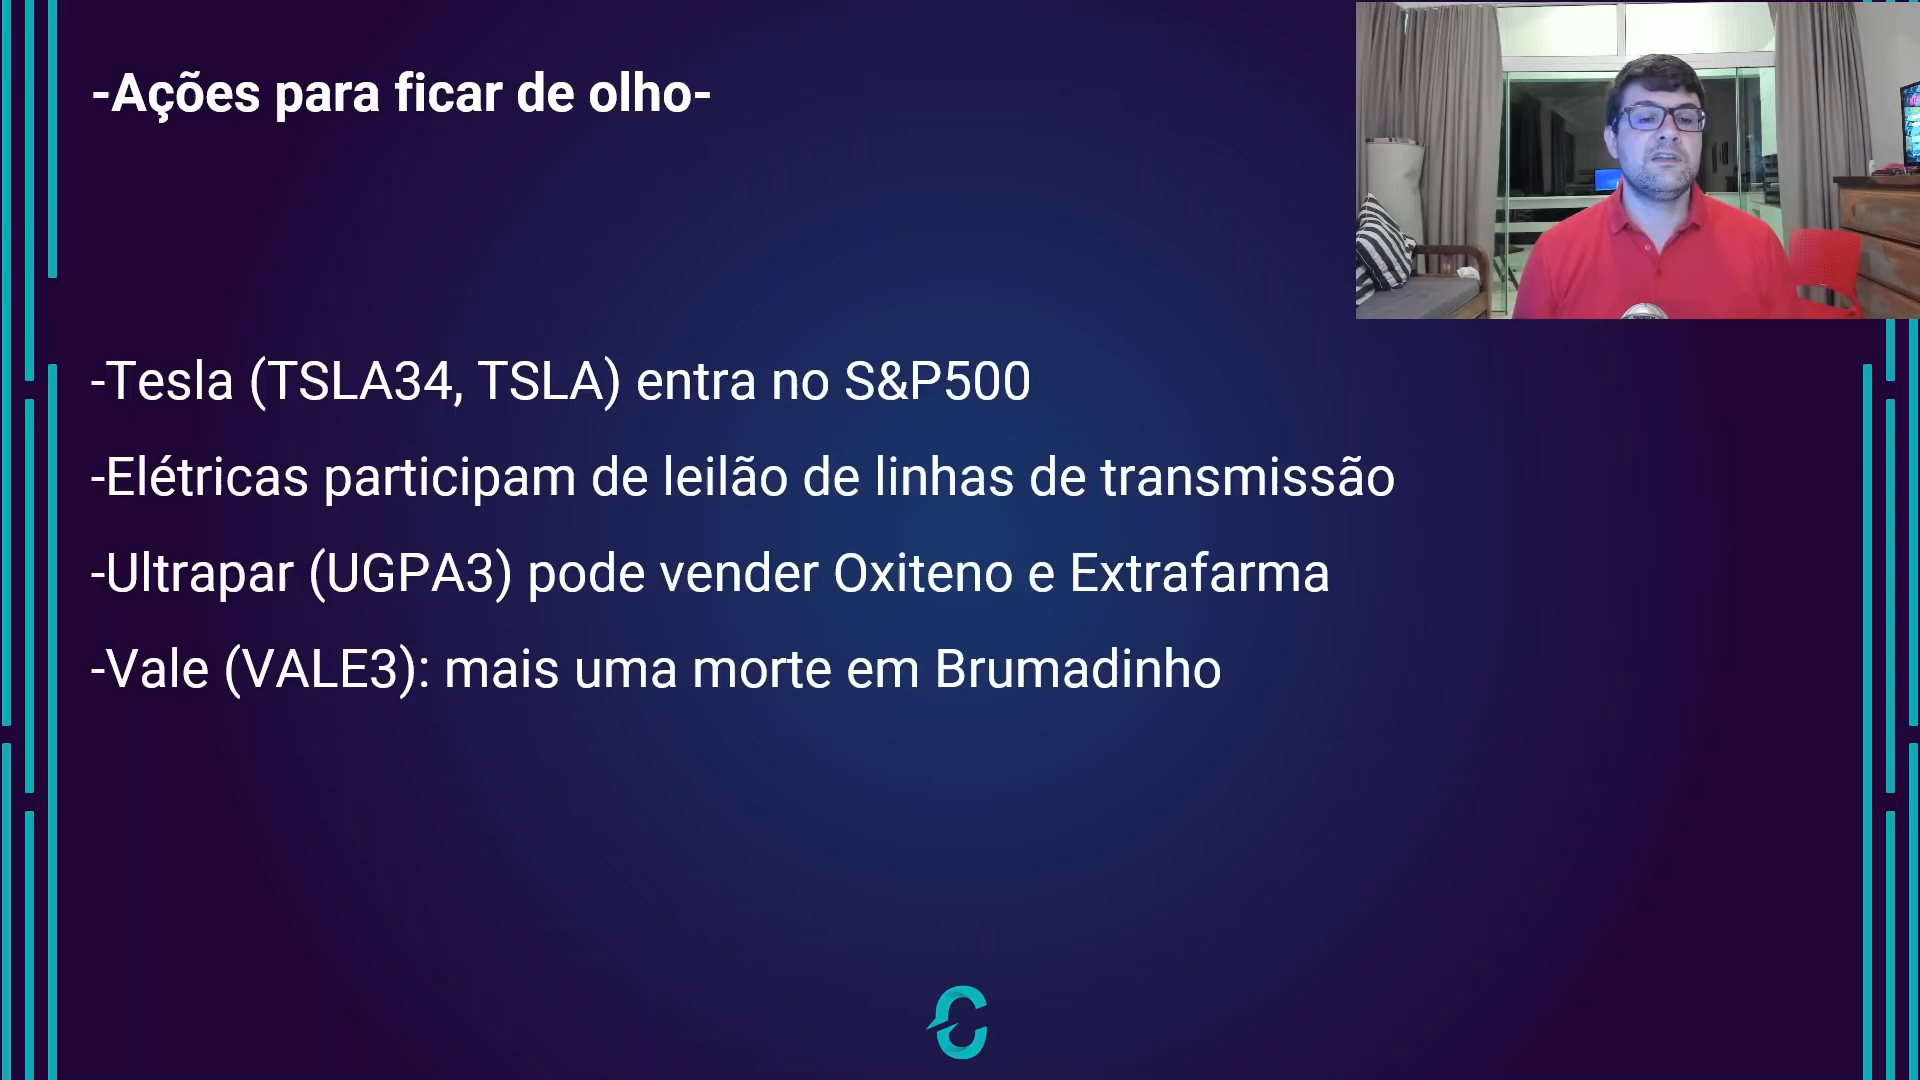 -Ações para ficar de olho-
-Tesla (TSLA34, TSLA) entra no S&P500
-Elétricas participam de leilão de linhas de transmissão
-Ultrapar (UGPA3) pode vender Oxiteno e Extrafarma
-Vale (VALE3): mais uma morte em Brumadinho